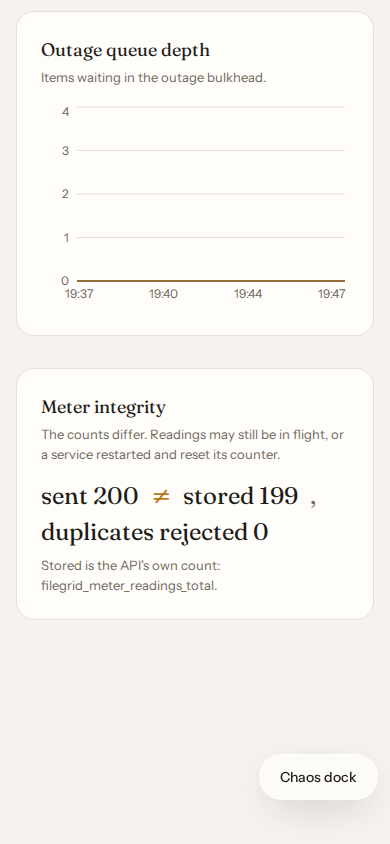 Outage queue depth
Items waiting in the outage bulkhead.
4
3
2
1
0
19:37 19:40 19:44 19:47
Meter integrity
The counts differ. Readings may still be in flight, or
a service restarted and reset its counter.
sent 200 ≠ stored 199 ,
duplicates rejected 0
Stored is the API's own count:
filegrid_meter_readings_total.
Chaos dock